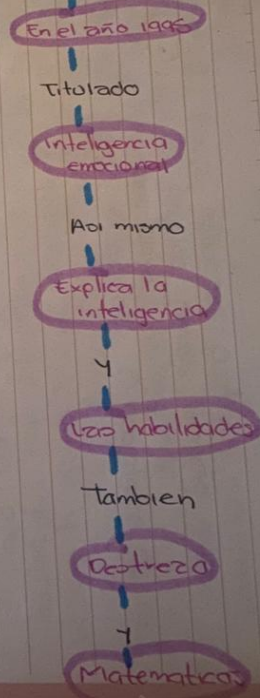 En el año 1995
Titulado
Inteligencia
emocional
Asi mismo
Explica la
inteligencia
Y
Las habilidades
Tambien
Destreza
Y
Matematicas